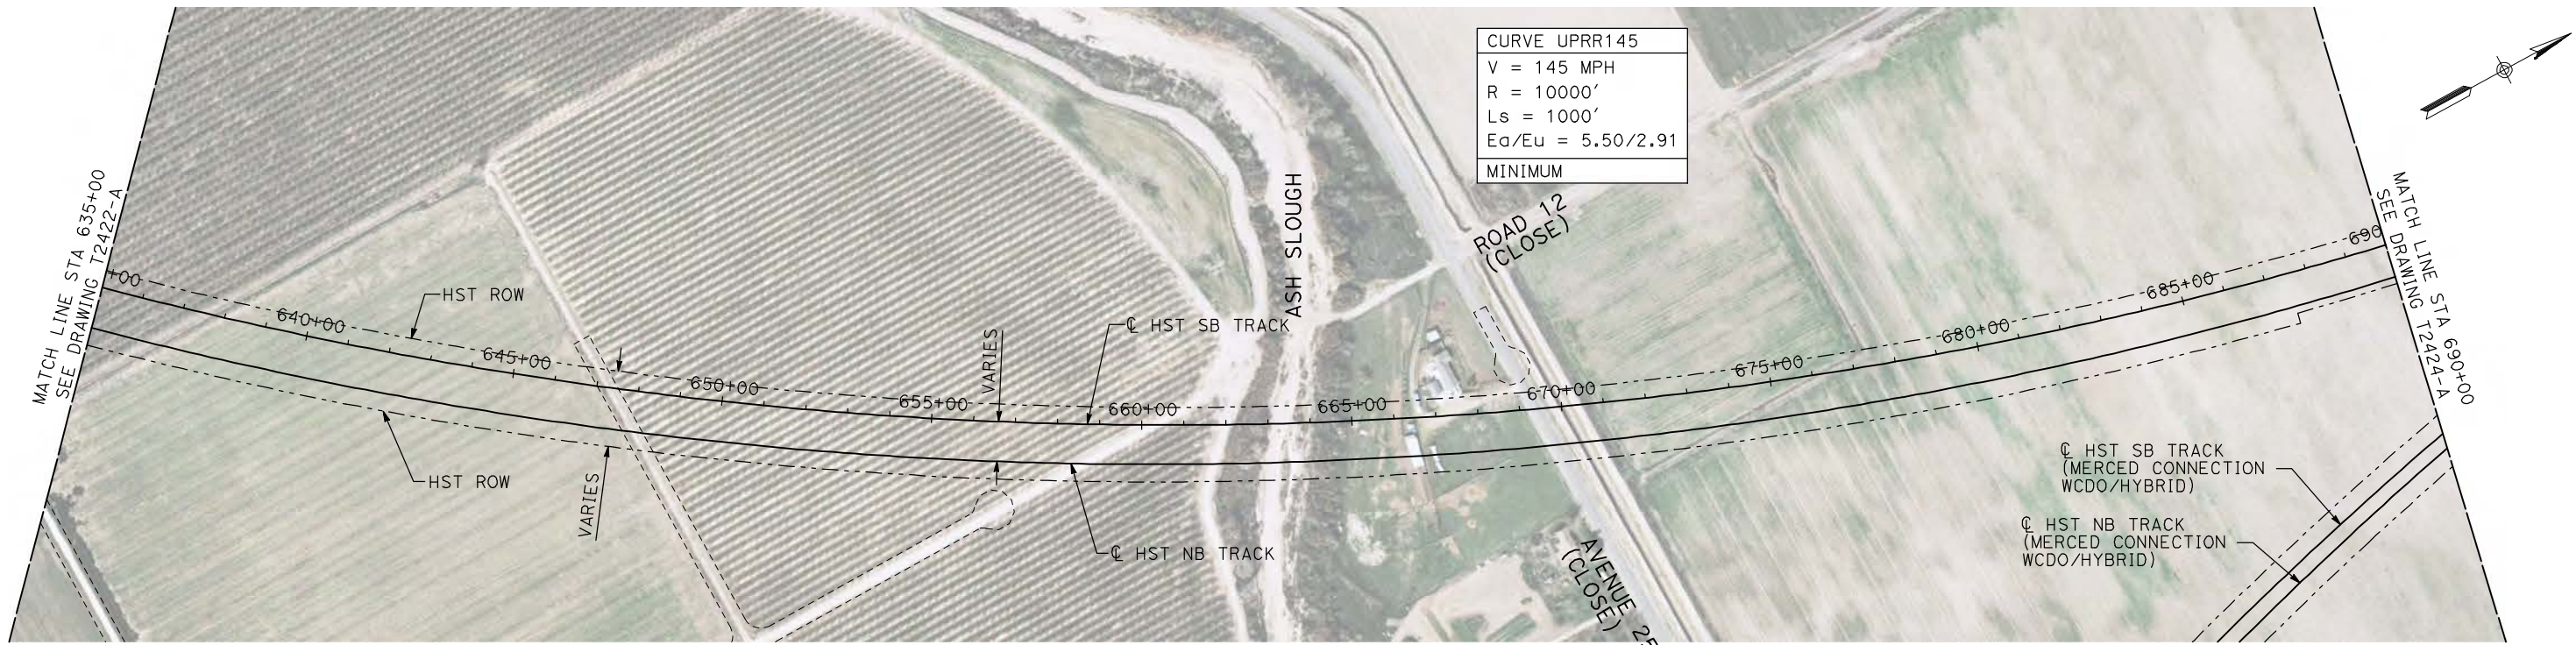 CURVE UPRR145
V = 145 MPH
R = 10000'
Ls = 1000'
Ea/Eu = 5.50/2.91
MINIMUM
MATCH LINE STA 635+00
SEE DRAWING T2422-A
+00
640+00
645+00
650+00
655+00
660+00
665+00
670+00
675+00
680+00
685+00
690
HST ROW
HST ROW
VARIES
VARIES
℄ HST SB TRACK
℄ HST NB TRACK
ASH SLOUGH
ROAD 12
(CLOSE)
AVENUE
(CLOSE)
℄ HST SB TRACK
(MERCED CONNECTION
WCDO/HYBRID)
℄ HST NB TRACK
(MERCED CONNECTION
WCDO/HYBRID)
MATCH LINE STA 690+00
SEE DRAWING T2424-A